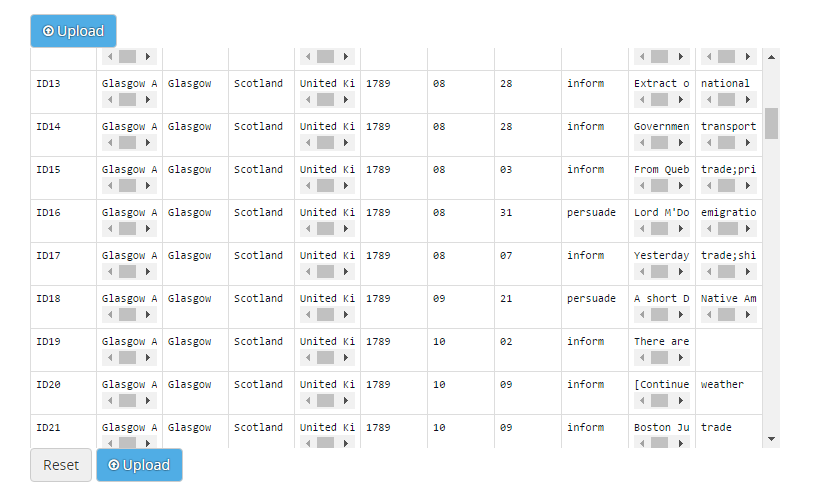 Upload
ID13 Glasgow A Glasgow Scotland United Ki 1789 08 28 inform Extract o national
ID14 Glasgow A Glasgow Scotland United Ki 1789 08 28 inform Governmen transport
ID15 Glasgow A Glasgow Scotland United Ki 1789 08 03 inform From Queb trade;pri
ID16 Glasgow A Glasgow Scotland United Ki 1789 08 31 persuade Lord M'Do emigratio
ID17 Glasgow A Glasgow Scotland United Ki 1789 08 07 inform Yesterday trade;shi
ID18 Glasgow A Glasgow Scotland United Ki 1789 09 21 persuade A short D Native Am
ID19 Glasgow A Glasgow Scotland United Ki 1789 10 02 inform There are
ID20 Glasgow A Glasgow Scotland United Ki 1789 10 09 inform [Continue weather
ID21 Glasgow A Glasgow Scotland United Ki 1789 10 09 inform Boston Ju trade
Reset Upload